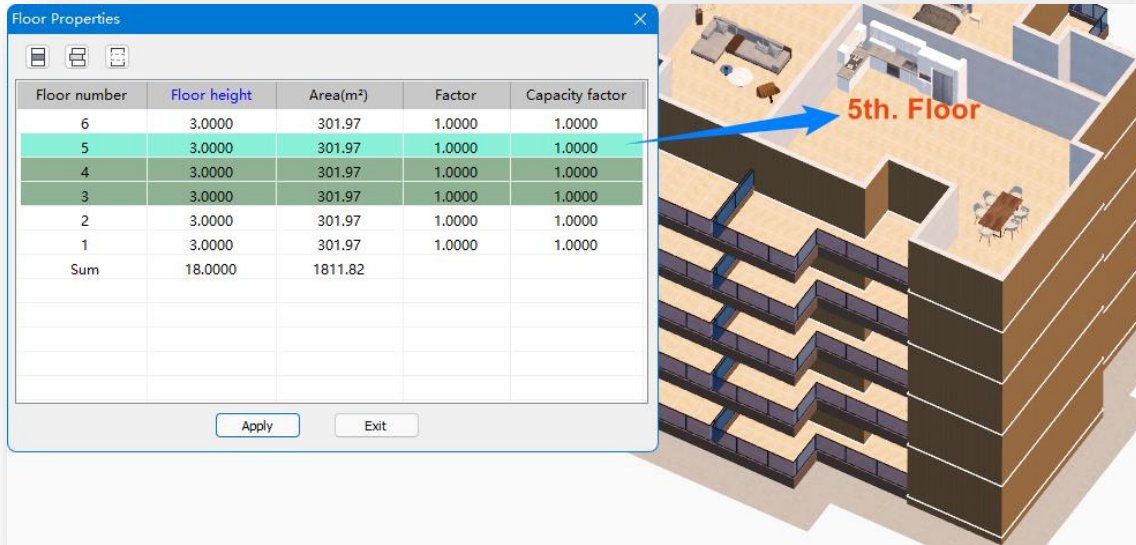 Floor Properties
Floor number Floor height Area(m²) Factor Capacity factor
6 3.0000 301.97 1.0000 1.0000
5 3.0000 301.97 1.0000 1.0000
4 3.0000 301.97 1.0000 1.0000
3 3.0000 301.97 1.0000 1.0000
2 3.0000 301.97 1.0000 1.0000
1 3.0000 301.97 1.0000 1.0000
Sum 18.0000 1811.82
Apply Exit
5th. Floor